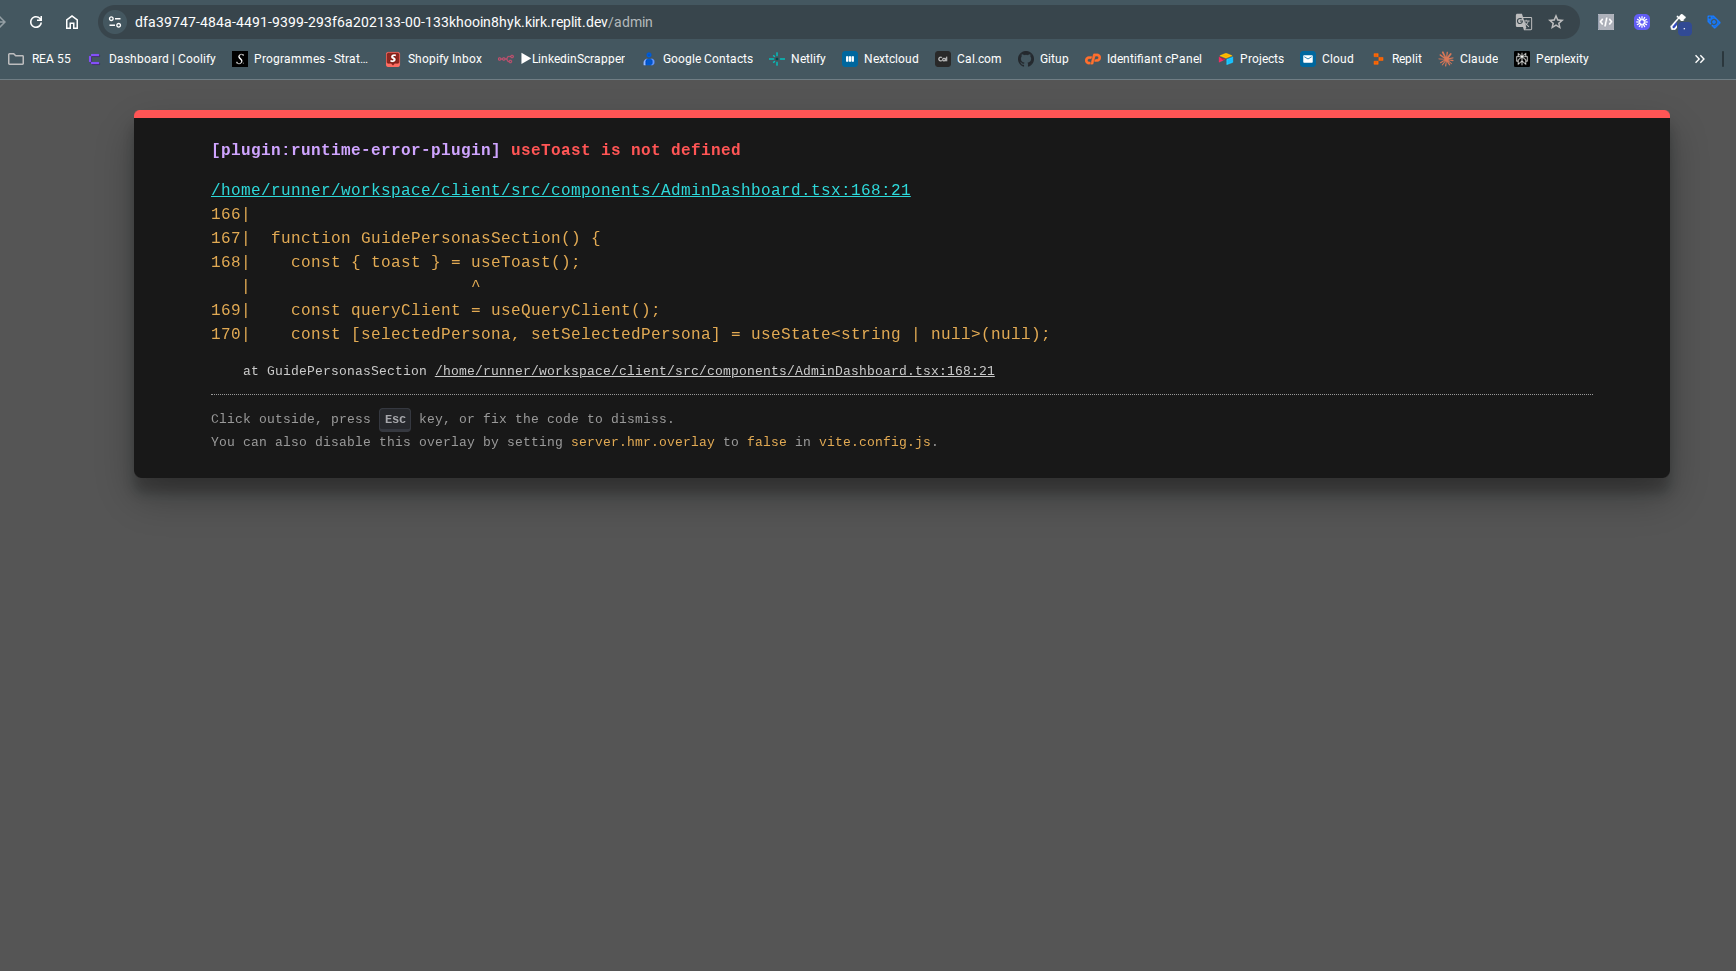 dfa39747-484a-4491-9399-293f6a202133-00-133khooin8hyk.kirk.replit.dev/admin
REA 55 Dashboard | Coolify Programmes - Strat... Shopify Inbox ▶LinkedinScrapper Google Contacts Netlify Nextcloud Cal.com Gitup Identifiant cPanel Projects Cloud Replit Claude Perplexity »
[plugin:runtime-error-plugin] useToast is not defined
/home/runner/workspace/client/src/components/AdminDashboard.tsx:168:21
166|
167|  function GuidePersonasSection() {
168|    const { toast } = useToast();
   |                      ^
169|    const queryClient = useQueryClient();
170|    const [selectedPersona, setSelectedPersona] = useState<string | null>(null);
at GuidePersonasSection /home/runner/workspace/client/src/components/AdminDashboard.tsx:168:21
Click outside, press Esc key, or fix the code to dismiss.
You can also disable this overlay by setting server.hmr.overlay to false in vite.config.js.